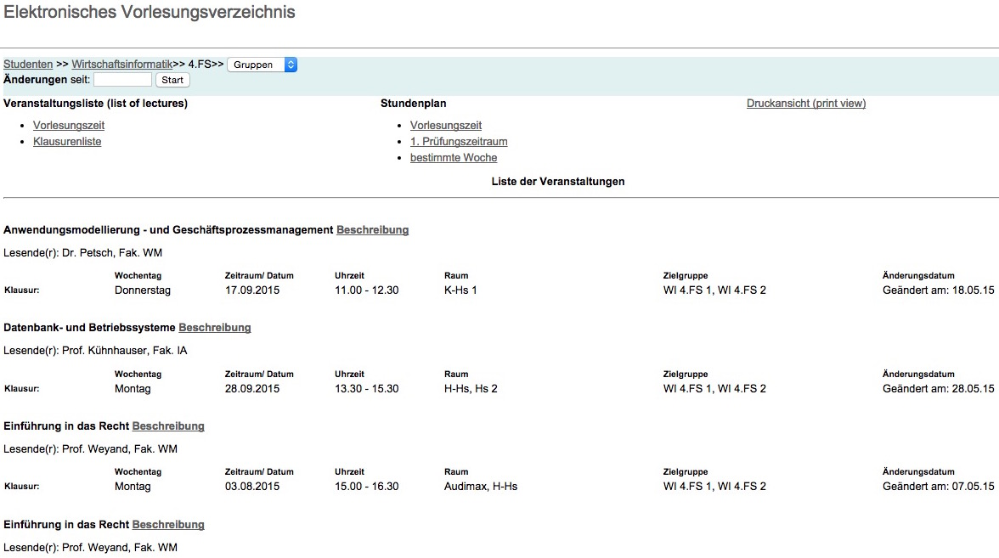 Elektronisches Vorlesungsverzeichnis
Studenten >> Wirtschaftsinformatik>> 4.FS>> Gruppen
Änderungen seit: Start
Veranstaltungsliste (list of lectures) Stundenplan Druckansicht (print view)
• Vorlesungszeit • Vorlesungszeit
• Klausurenliste • 1. Prüfungszeitraum
• bestimmte Woche
Liste der Veranstaltungen
Anwendungsmodellierung - und Geschäftsprozessmanagement Beschreibung
Lesende(r): Dr. Petsch, Fak. WM
Wochentag Zeitraum/ Datum Uhrzeit Raum Zielgruppe Änderungsdatum
Klausur: Donnerstag 17.09.2015 11.00 - 12.30 K-Hs 1 WI 4.FS 1, WI 4.FS 2 Geändert am: 18.05.15
Datenbank- und Betriebssysteme Beschreibung
Lesende(r): Prof. Kühnhauser, Fak. IA
Wochentag Zeitraum/ Datum Uhrzeit Raum Zielgruppe Änderungsdatum
Klausur: Montag 28.09.2015 13.30 - 15.30 H-Hs, Hs 2 WI 4.FS 1, WI 4.FS 2 Geändert am: 28.05.15
Einführung in das Recht Beschreibung
Lesende(r): Prof. Weyand, Fak. WM
Wochentag Zeitraum/ Datum Uhrzeit Raum Zielgruppe Änderungsdatum
Klausur: Montag 03.08.2015 15.00 - 16.30 Audimax, H-Hs WI 4.FS 1, WI 4.FS 2 Geändert am: 07.05.15
Einführung in das Recht Beschreibung
Lesende(r): Prof. Weyand, Fak. WM